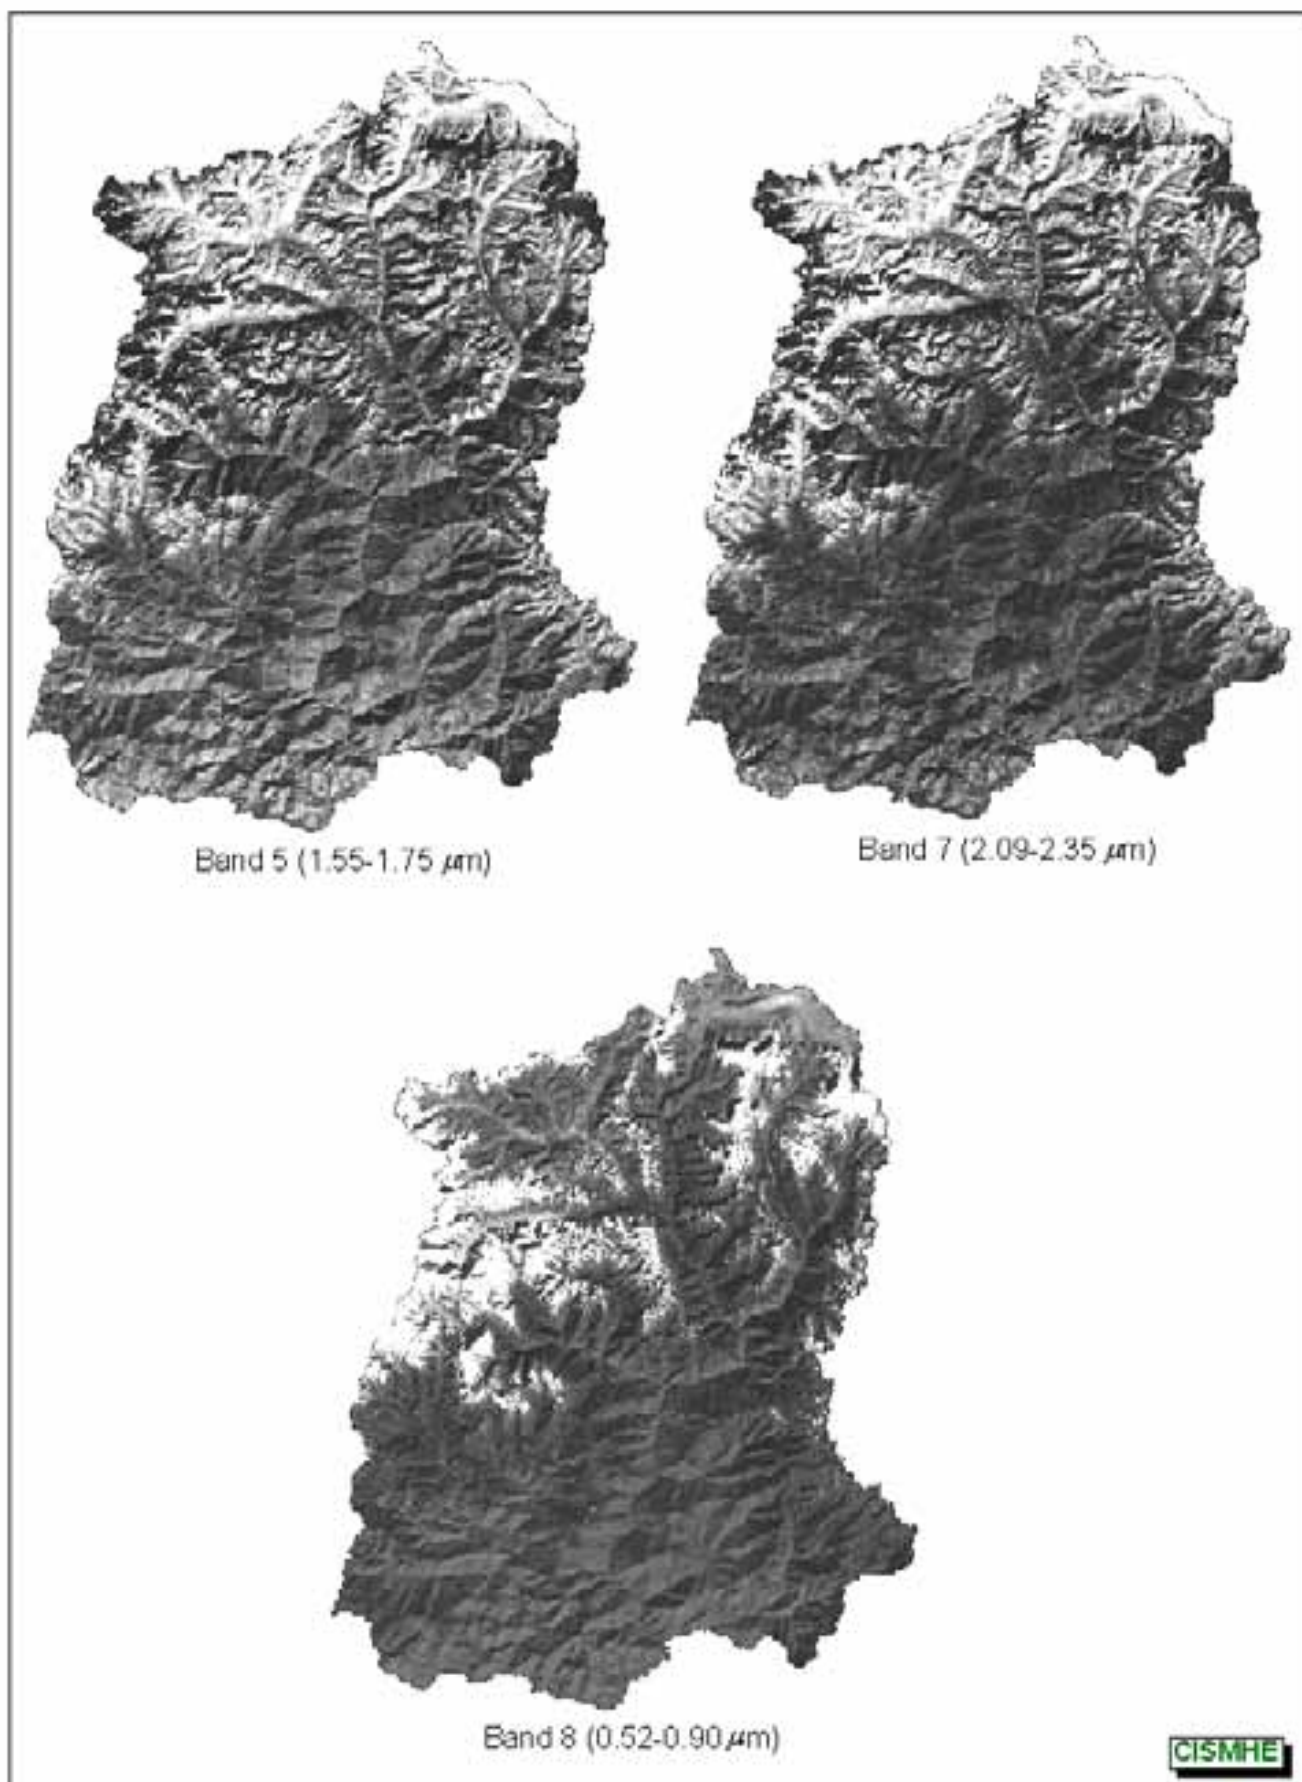 Band 5 (1.55-1.75 μm)
Band 7 (2.09-2.35 μm)
Band 8 (0.52-0.90 μm)
CISMHE